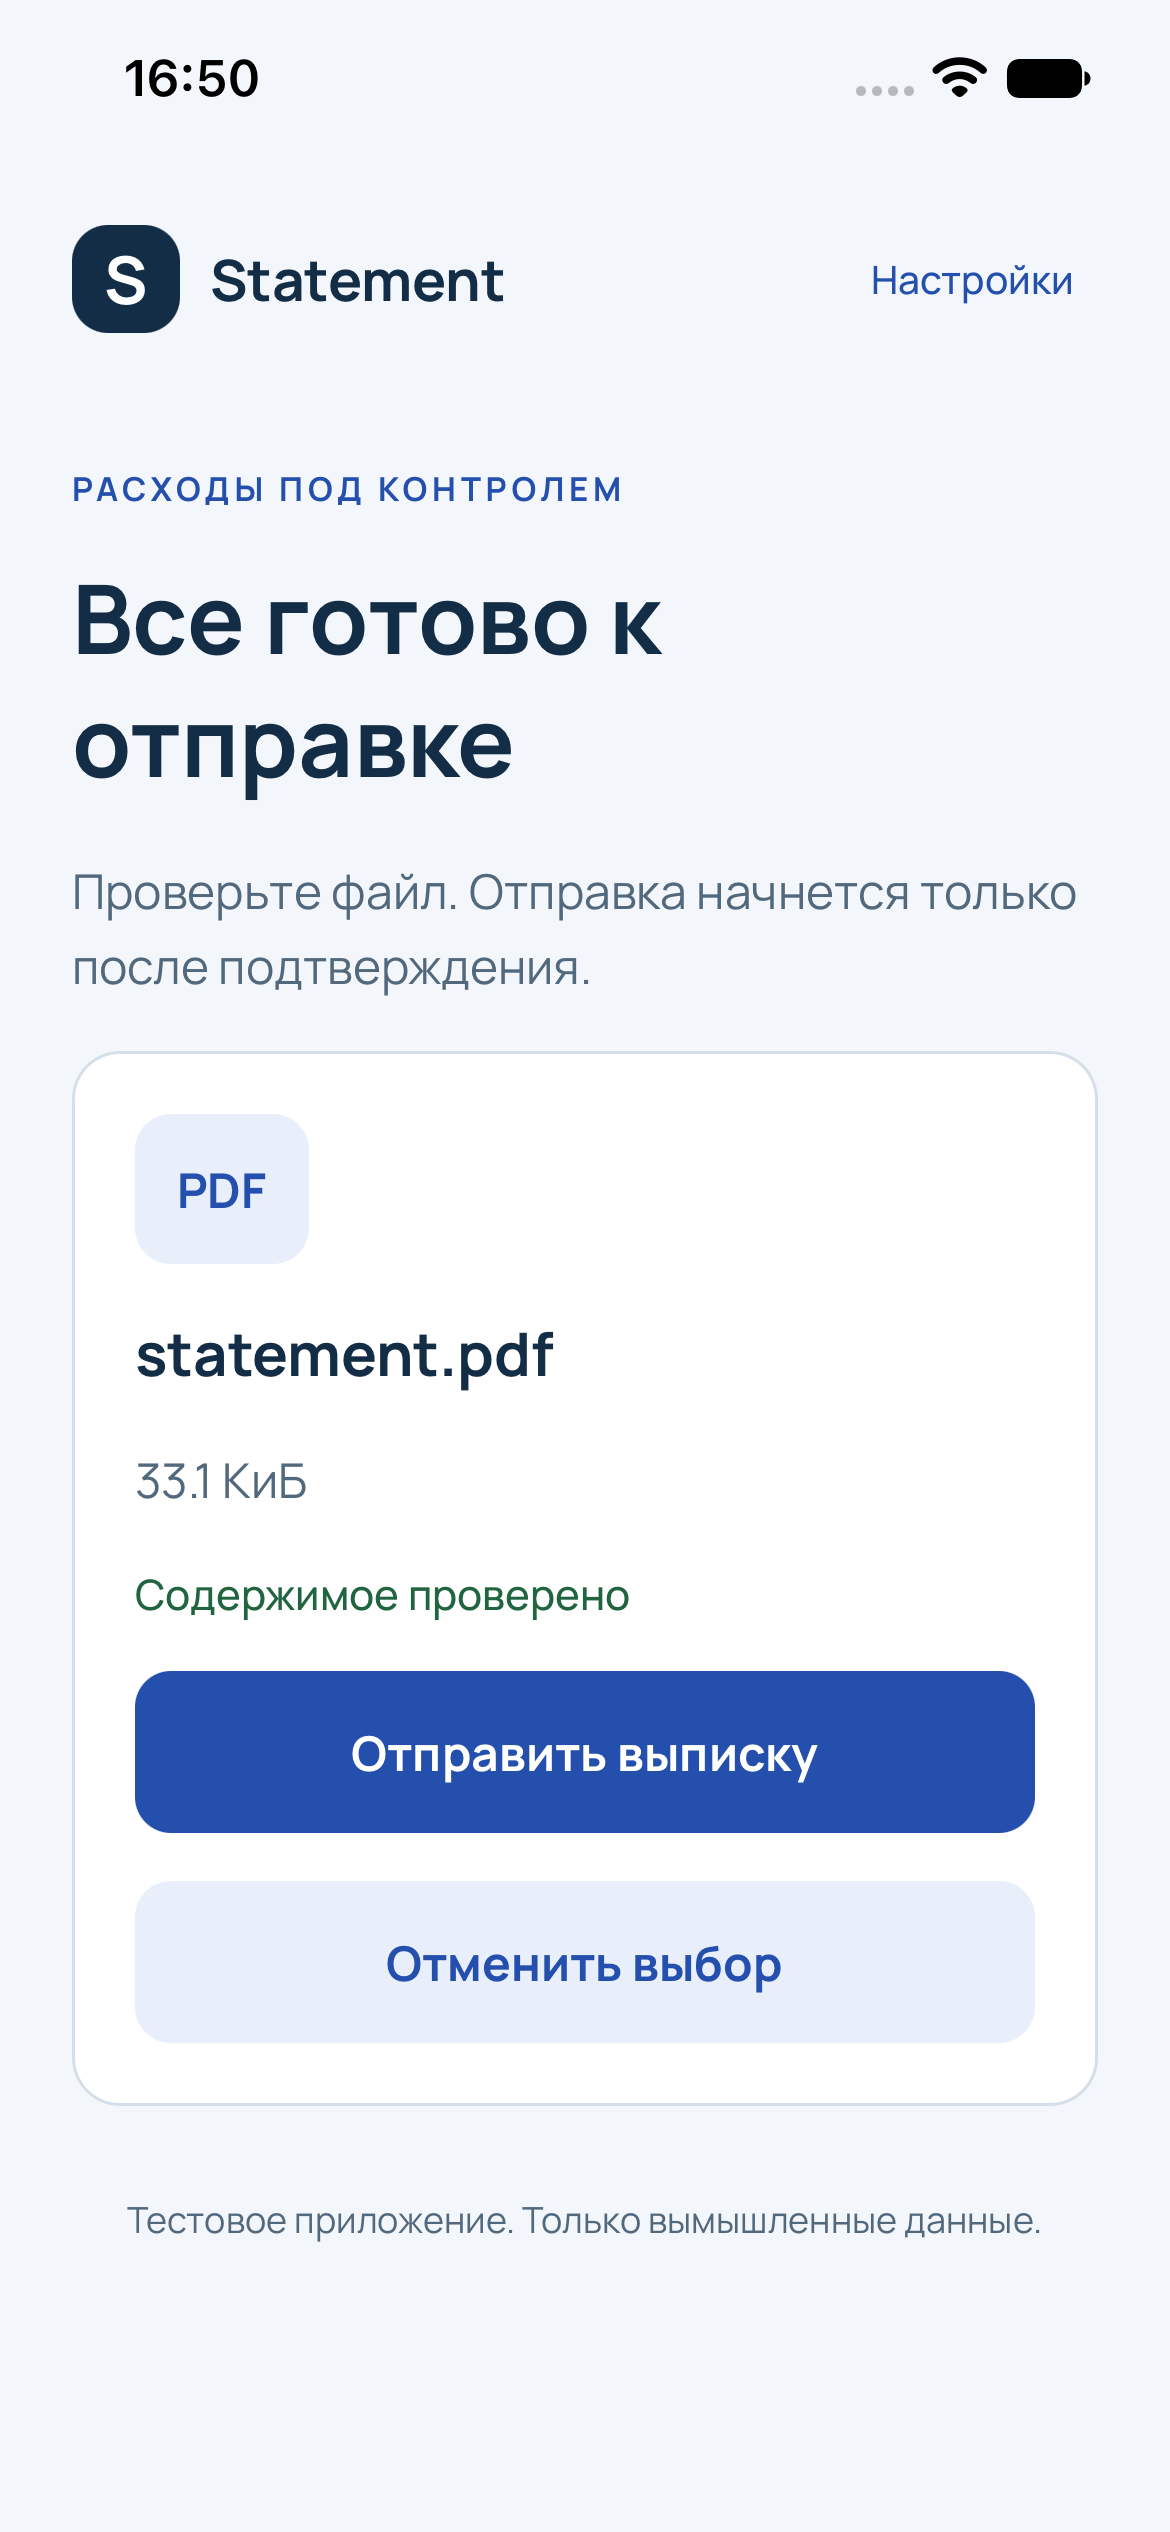 16:50
S
Statement
Настройки
РАСХОДЫ ПОД КОНТРОЛЕМ
Все готово к
отправке
Проверьте файл. Отправка начнется только
после подтверждения.
PDF
statement.pdf
33.1 КиБ
Содержимое проверено
Отправить выписку
Отменить выбор
Тестовое приложение. Только вымышленные данные.